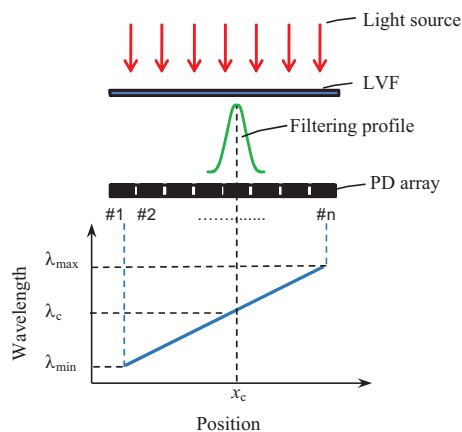 Light source
LVF
Filtering profile
PD array
#1 #2 ............... #n
λmax
λc
λmin
Wavelength
xc
Position